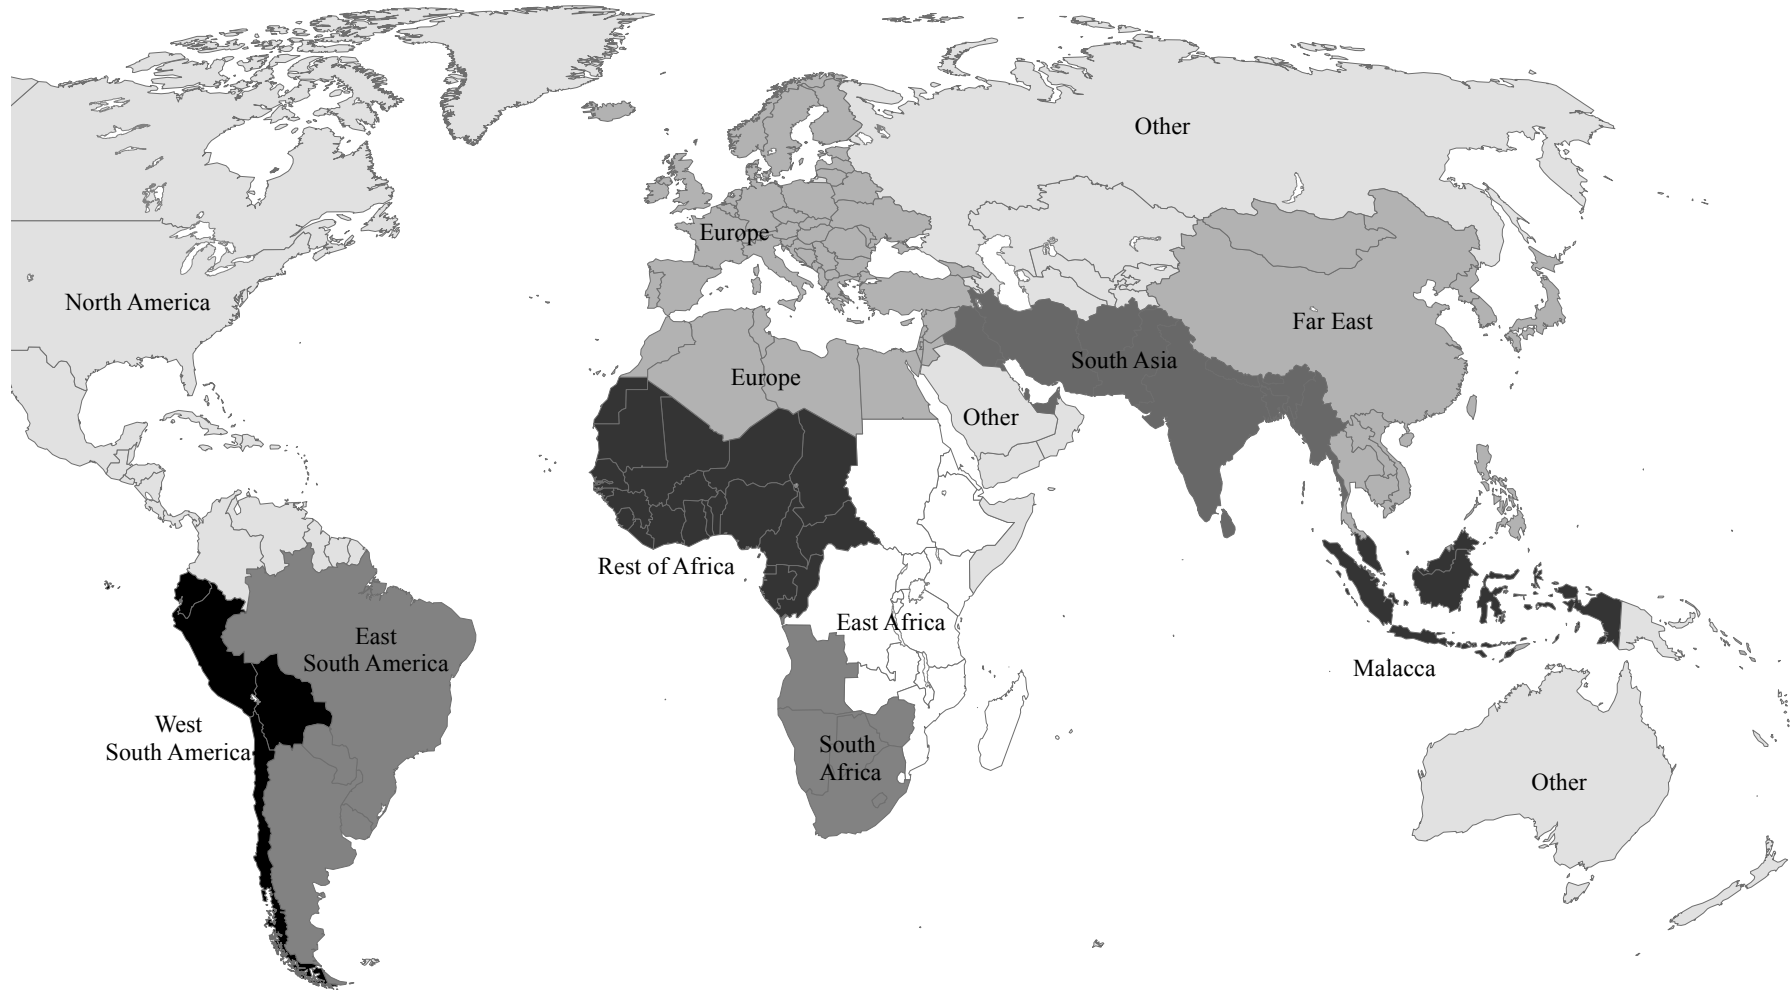 Other
Europe
North America
Far East
South Asia
Europe
Other
Rest of Africa
East Africa
East
South America
Malacca
West
South America
South
Africa
Other